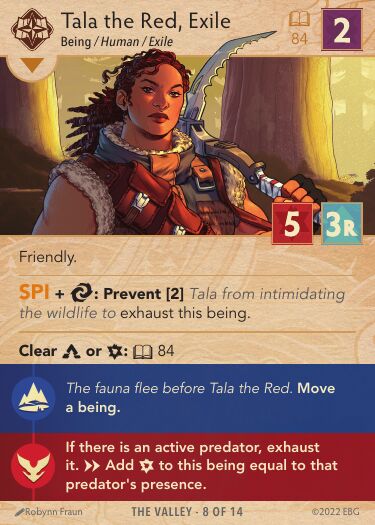 Tala the Red, Exile
84
2
Being / Human / Exile
5
3R
Friendly.
SPI + : Prevent [2] Tala from intimidating
the wildlife to exhaust this being.
Clear or : 84
The fauna flee before Tala the Red. Move
a being.
If there is an active predator, exhaust
it. Add to this being equal to that
predator's presence.
Robynn Fraun
THE VALLEY - 8 OF 14
©2022 EBG